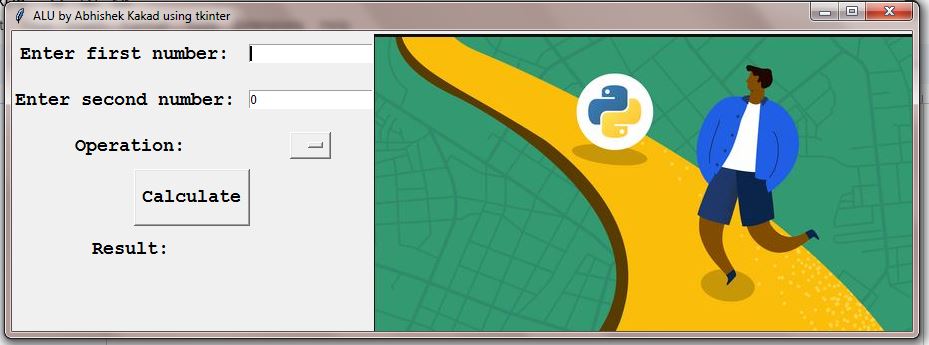 ALU by Abhishek Kakad using tkinter
Enter first number:
Enter second number: 0
Operation:
Calculate
Result: